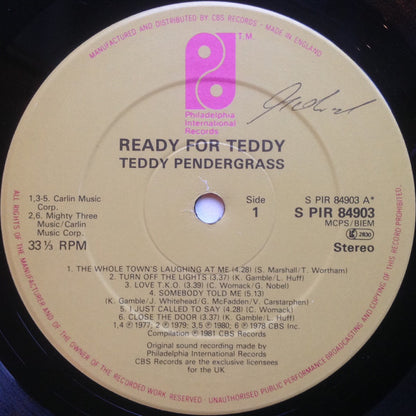 MANUFACTURED AND DISTRIBUTED BY CBS RECORDS - MADE IN ENGLAND
T.M.
Philadelphia
International
Records
READY FOR TEDDY
TEDDY PENDERGRASS
1,3-5. Carlin Music
Corp.
2,6. Mighty Three
Music/Carlin
Music Corp.
33⅓ RPM
Side
1
S PIR 84903 A*
S PIR 84903
MCPS/BIEM
LC 2830
Stereo
1. THE WHOLE TOWN'S LAUGHING AT ME (4.28) (S. Marshall/T. Wortham)
2. TURN OFF THE LIGHTS (3.37) (K. Gamble/L. Huff)
3. LOVE T.K.O. (3.39) (C. Womack/G. Nobel)
4. SOMEBODY TOLD ME (5.13)
(K. Gamble/J. Whitehead/G. McFadden/V. Carstarphen)
5. I JUST CALLED TO SAY (4.24) (C. Womack)
6. CLOSE THE DOOR (3.37) (K. Gamble/L. Huff)
1,4 ℗ 1977; 2 ℗ 1979; 3,5 ℗ 1980; 6 ℗ 1978 CBS Inc.
Compilation ℗ 1981 CBS Records
Original sound recording made by
Philadelphia International Records
CBS Records are the exclusive licensees
for the UK
ALL RIGHTS OF THE MANUFACTURER AND OF THE OWNER OF THE RECORDED WORK RESERVED - UNAUTHORISED PUBLIC PERFORMANCE BROADCASTING AND COPYING OF THIS RECORD PROHIBITED